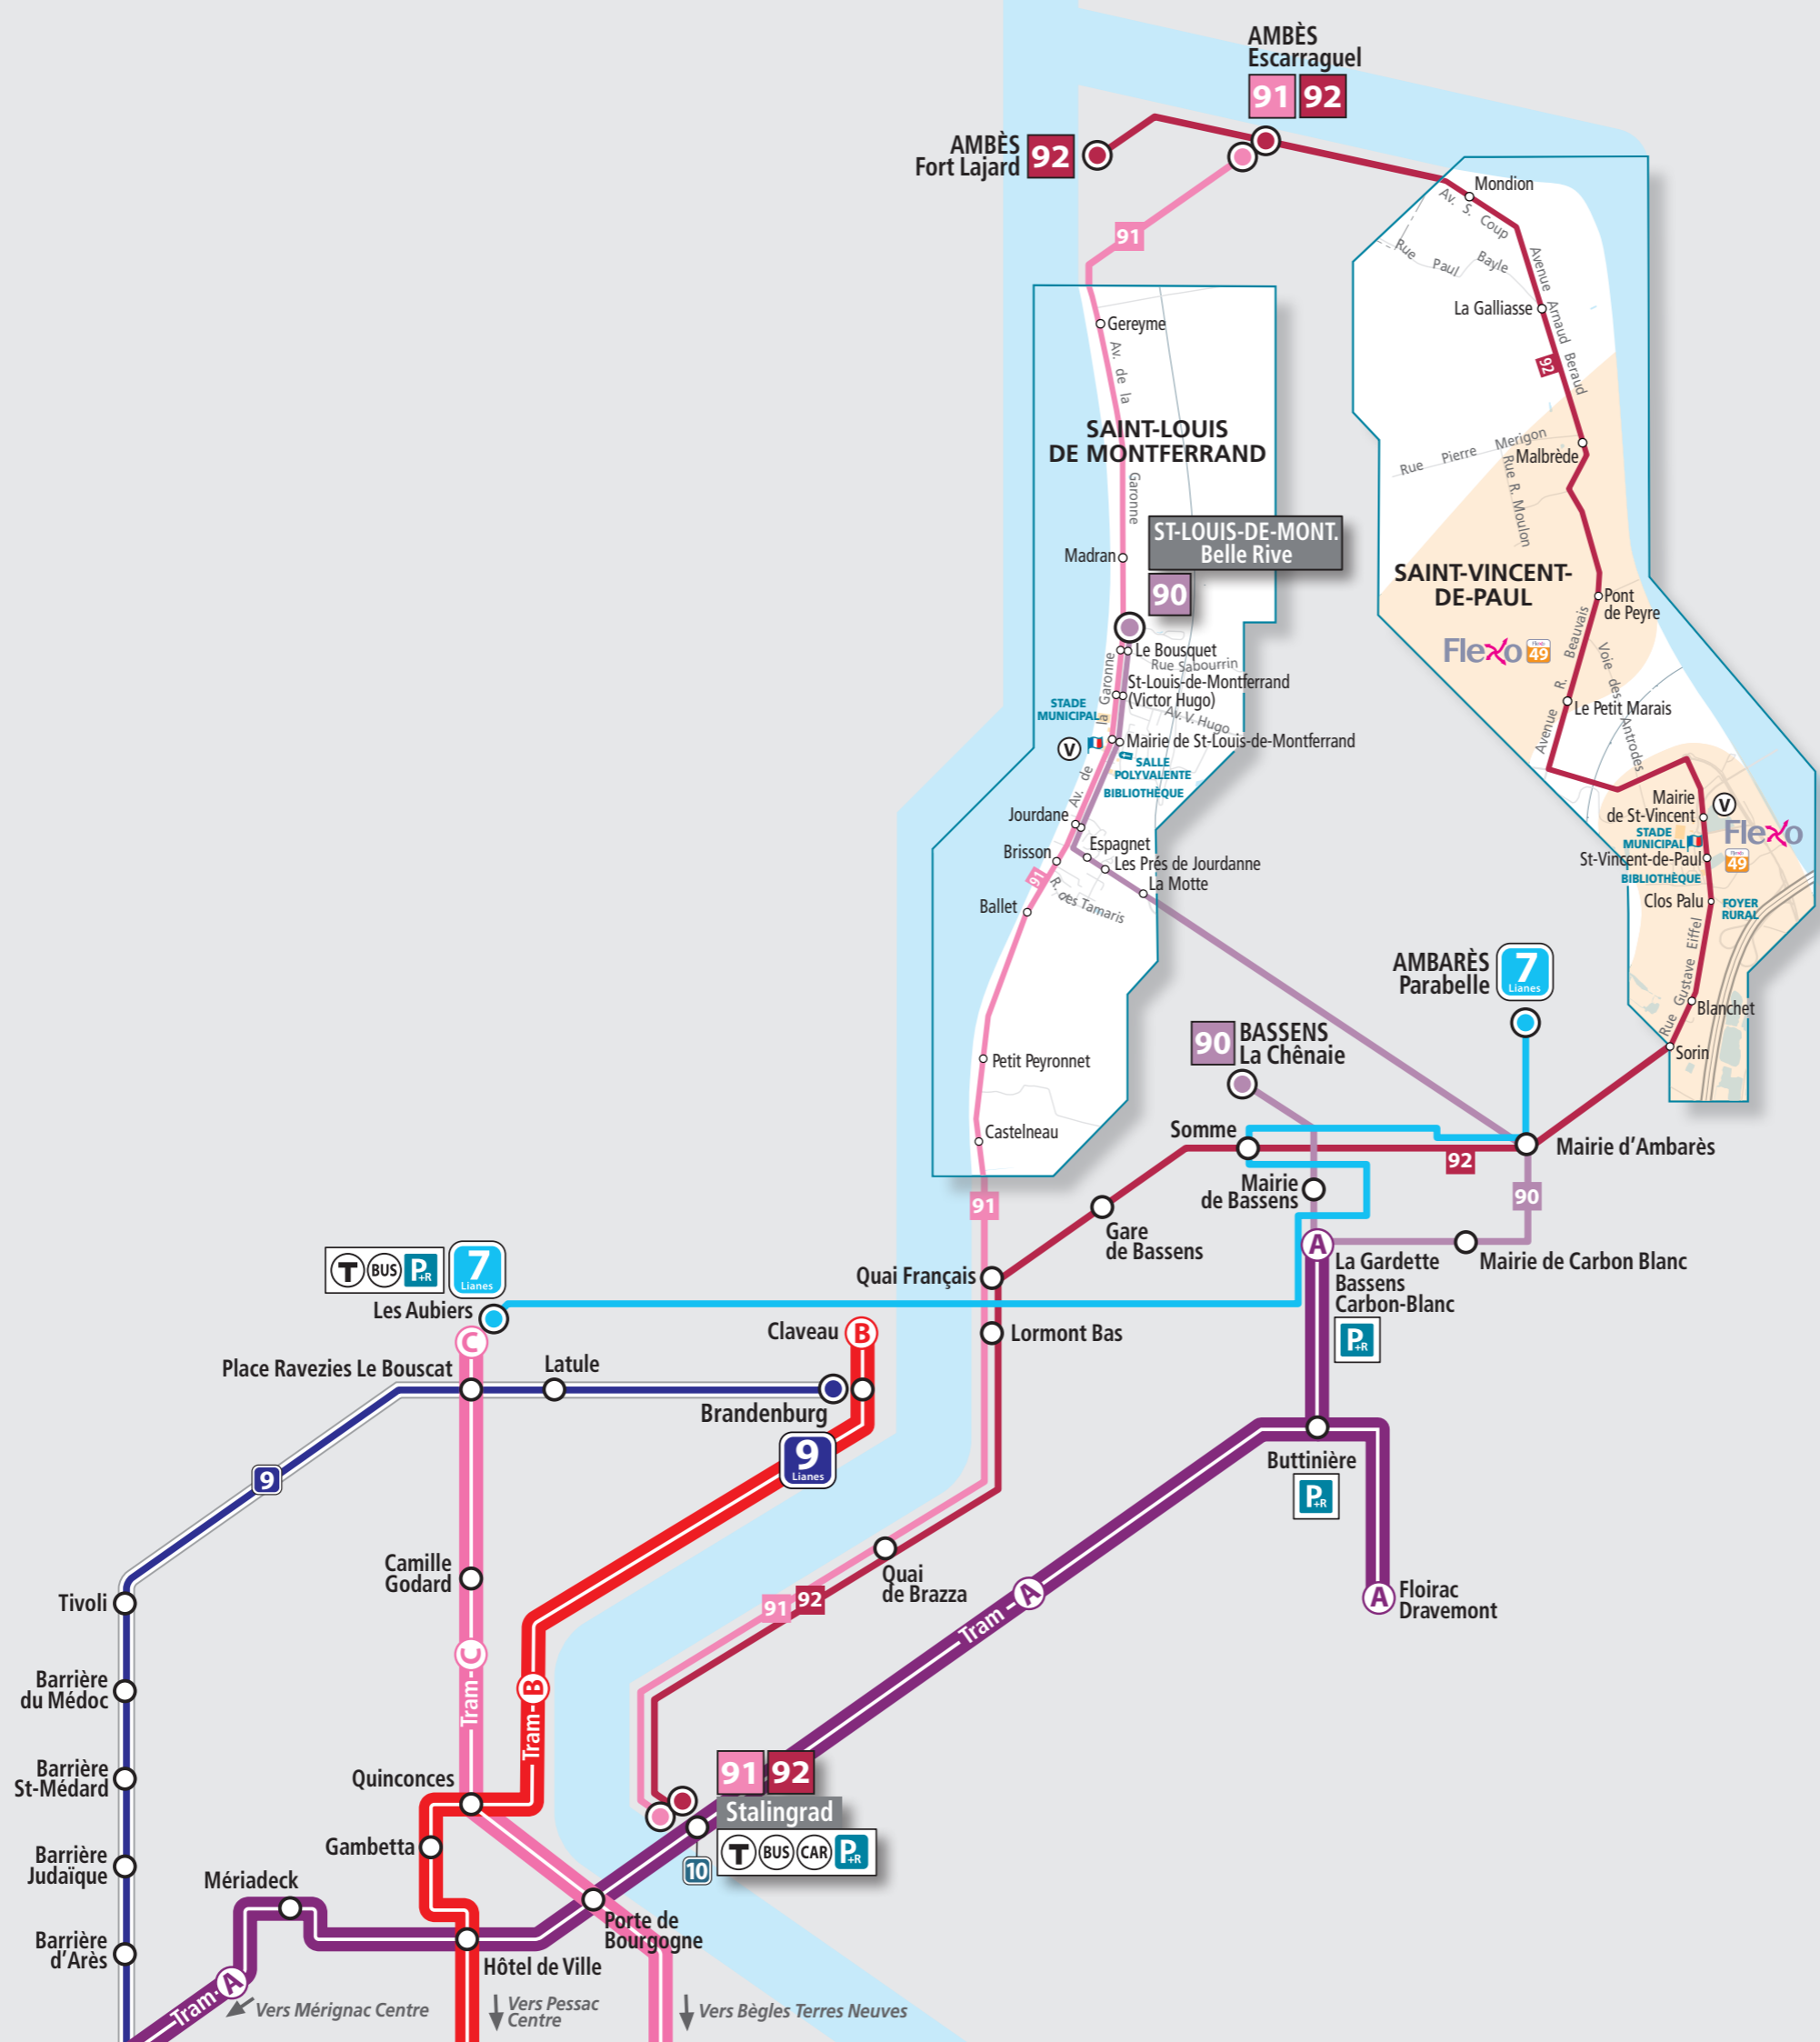 AMBÈS
Escarraguel
91 92
AMBÈS
Fort Lajard
92
91
Mondion
Av. S. Coup
Rue Paul Bayle
Avenue Arnaud Beraud
La Galliasse
92
Gereyme
Av. de la Garonne
SAINT-LOUIS
DE MONTFERRAND
Rue Pierre Merigon
Malbrède
Rue R. Moulon
Madran
ST-LOUIS-DE-MONT.
Belle Rive
90
SAINT-VINCENT-
DE-PAUL
Pont
de Peyre
Flexo
Flexo
49
Avenue R. Beauvais
Voie des Antrodes
Le Petit Marais
Le Bousquet
Rue Sabourrin
St-Louis-de-Montferrand
(Victor Hugo)
Av. V. Hugo
STADE
MUNICIPAL
V
Mairie de St-Louis-de-Montferrand
SALLE
POLYVALENTE
BIBLIOTHÈQUE
Av. de la Garonne
Jourdane
Brisson
Espagnet
Les Prés de Jourdanne
La Motte
91
R. des Tamaris
Ballet
Mairie
de St-Vincent
V
Flexo
STADE
MUNICIPAL
St-Vincent-de-Paul
Flexo
49
BIBLIOTHÈQUE
Clos Palu
FOYER
RURAL
Rue Gustave Eiffel
Blanchet
Sorin
AMBARÈS
Parabelle
7
Lianes
90
BASSENS
La Chênaie
Petit Peyronnet
Castelneau
Somme
92
Mairie d'Ambarès
Mairie
de Bassens
90
91
Gare
de Bassens
A
La Gardette
Bassens
Carbon-Blanc
P+R
Mairie de Carbon Blanc
T BUS P+R
7
Lianes
Les Aubiers
Quai Français
Claveau
B
Lormont Bas
C
Place Ravezies Le Bouscat
Latule
Brandenburg
9
Lianes
9
Buttinière
P+R
Camille
Godard
Tivoli
Quai
de Brazza
91 92
Tram A
A
Floirac
Dravemont
Barrière
du Médoc
Tram C
Tram B
Barrière
St-Médard
Quinconces
91 92
Stalingrad
T BUS CAR P+R
10
Gambetta
Barrière
Judaïque
Mériadeck
Porte de
Bourgogne
Barrière
d'Arès
Hôtel de Ville
Tram A
Vers Mérignac Centre
Vers Pessac
Centre
Vers Bègles Terres Neuves